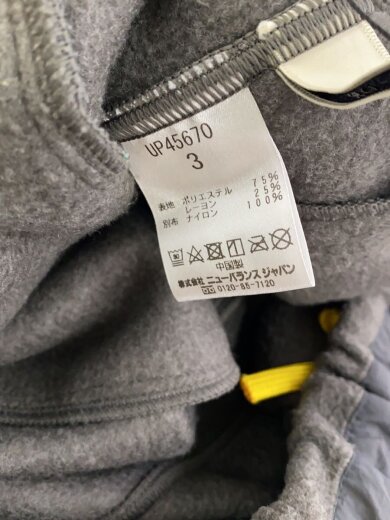 UP45670
3
表地 ポリエステル 75%
レーヨン 25%
別布 ナイロン 100%
中国製
株式会社 ニューバランス ジャパン
0120-85-7120